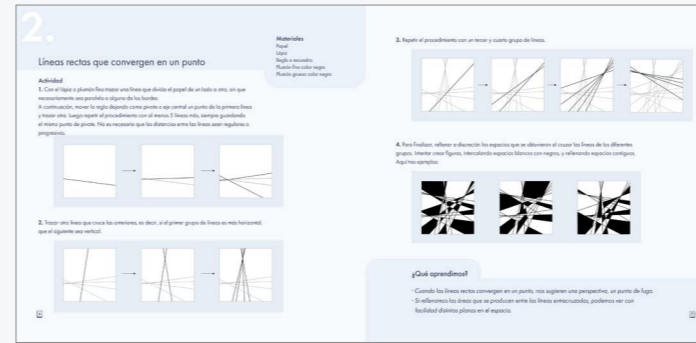 2.
Líneas rectas que convergen en un punto
Materiales
Papel
Lápiz
Regla o escuadra
Plumón fino color negro
Plumón grueso color negro
Actividad
1. Con el lápiz o plumón fino trazar una línea que divida el papel de un lado a otro, sin que
necesariamente sea paralela a alguno de los bordes.
A continuación, mover la regla dejando como pivote o eje central un punto de la primera línea
y trazar otra. Luego repetir el procedimiento con al menos 5 líneas más, siempre guardando
el mismo punto de pivote. No es necesario que las distancias entre las líneas sean regulares o
progresivas.
2. Trazar otra línea que cruce las anteriores, es decir, si el primer grupo de líneas es más horizontal,
que el siguiente sea vertical.
3. Repetir el procedimiento con un tercer y cuarto grupo de líneas.
4. Para finalizar, rellenar a discreción los espacios que se obtuvieron al cruzar las líneas de los diferentes
grupos. Intentar crear figuras, intercalando espacios blancos con negros, y rellenando espacios contiguos.
Aquí tres ejemplos:
¿Qué aprendimos?
- Cuando las líneas rectas convergen en un punto, nos sugieren una perspectiva, un punto de fuga.
- Si rellenamos las áreas que se producen entre las líneas entrecruzadas, podemos ver con
facilidad distintos planos en el espacio.